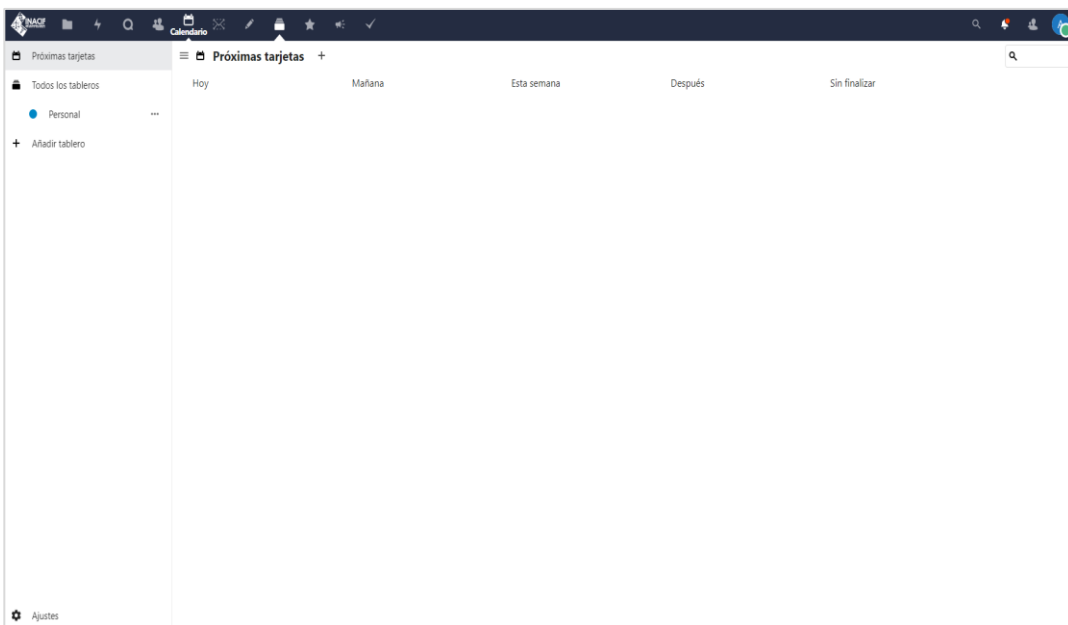 INACIF
Calendario
Próximas tarjetas
Todos los tableros
Personal
Añadir tablero
Próximas tarjetas
Hoy Mañana Esta semana Después Sin finalizar
Ajustes